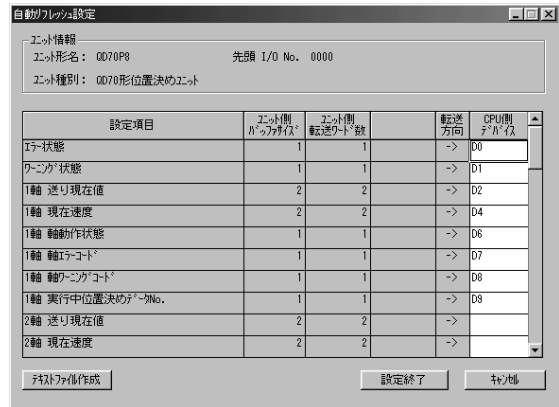 自動リフレッシュ設定
ユニット情報
ユニット形名： QD70P8 先頭 I/O No. 0000
ユニット種別： QD70形位置決めユニット
設定項目 ユニット側 バッファサイズ ユニット側 転送ワード数 転送方向 CPU側 デバイス
エラー状態 1 1 -> D0
ワーニング状態 1 1 -> D1
1軸 送り現在値 2 2 -> D2
1軸 現在速度 2 2 -> D4
1軸 軸動作状態 1 1 -> D6
1軸 軸エラーコード 1 1 -> D7
1軸 軸ワーニングコード 1 1 -> D8
1軸 実行中位置決めデータNo. 1 1 -> D9
2軸 送り現在値 2 2 ->
2軸 現在速度 2 2 ->
テキストファイル作成 設定終了 キャンセル